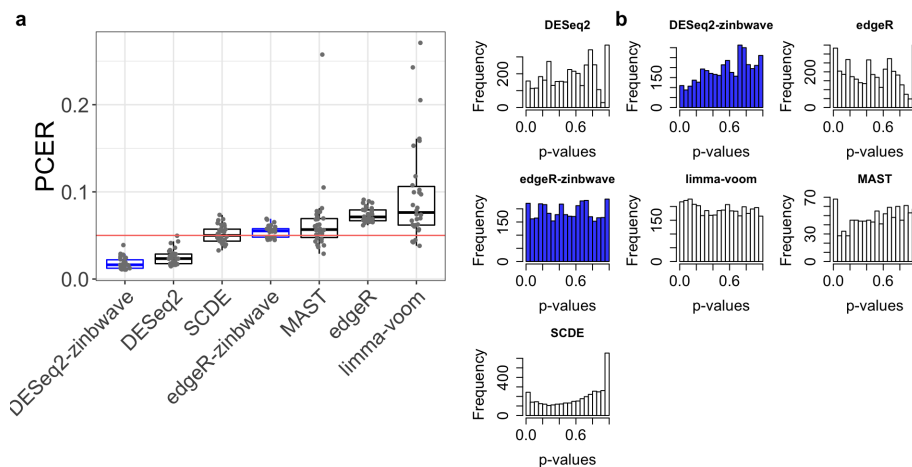 a
PCER
0.2
0.1
0.0
DESeq2-zinbwave
DESeq2
SCDE
edgeR-zinbwave
MAST
edgeR
limma-voom
b
DESeq2
Frequency
0 200
0.0 0.6
p-values
DESeq2-zinbwave
Frequency
0 150
0.0 0.6
p-values
edgeR
Frequency
0 200
0.0 0.6
p-values
edgeR-zinbwave
Frequency
0 150
0.0 0.6
p-values
limma-voom
Frequency
0 150
0.0 0.6
p-values
MAST
Frequency
0 30 70
0.0 0.6
p-values
SCDE
Frequency
0 400
0.0 0.6
p-values